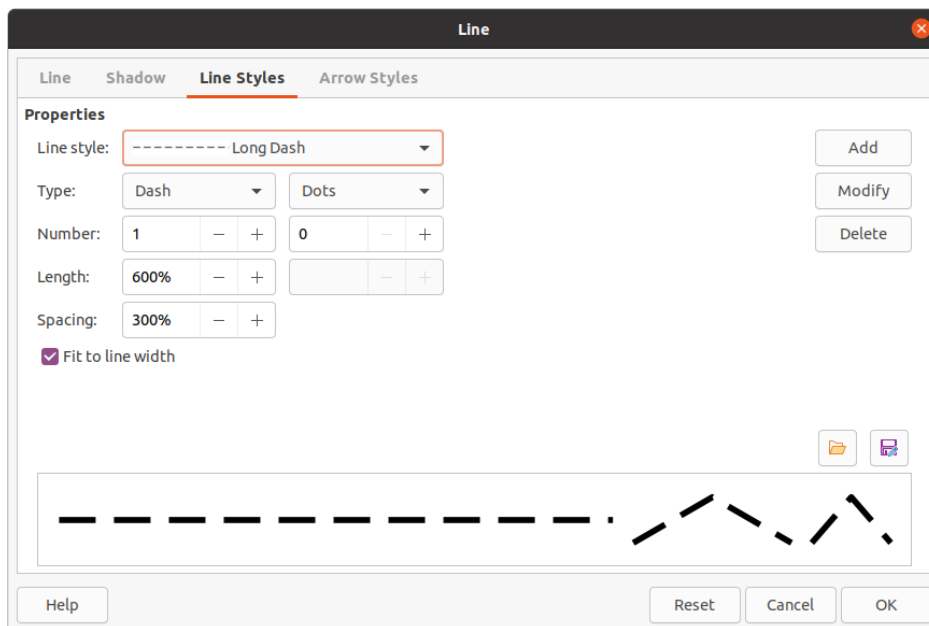 Line
Line Shadow Line Styles Arrow Styles
Properties
Line style: Long Dash Add
Type: Dash Dots Modify
Number: 1 0 Delete
Length: 600%
Spacing: 300%
Fit to line width
Help Reset Cancel OK